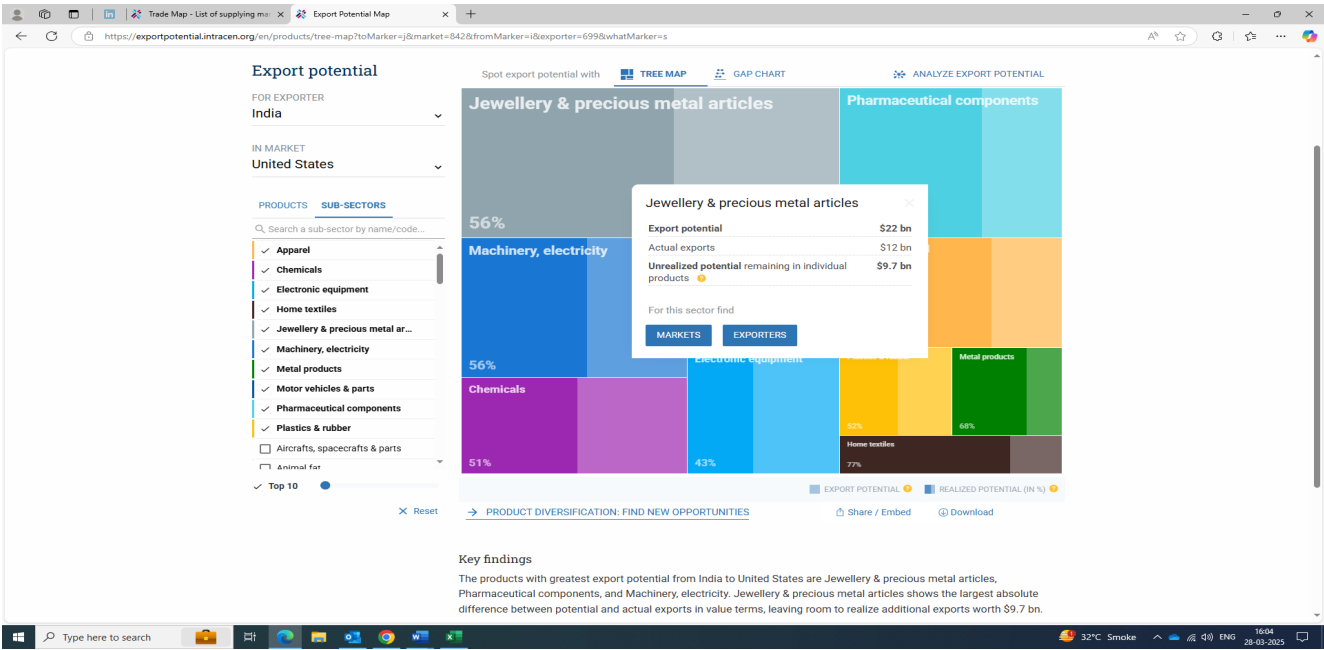 Trade Map - List of supplying mar
Export Potential Map
https://exportpotential.intracen.org/en/products/tree-map?toMarker=j&market=842&fromMarker=i&exporter=699&whatMarker=s
Export potential
Spot export potential with
TREE MAP
GAP CHART
ANALYZE EXPORT POTENTIAL
FOR EXPORTER
India
IN MARKET
United States
PRODUCTS
SUB-SECTORS
Search a sub-sector by name/code...
Apparel
Chemicals
Electronic equipment
Home textiles
Jewellery & precious metal ar...
Machinery, electricity
Metal products
Motor vehicles & parts
Pharmaceutical components
Plastics & rubber
Aircrafts, spacecrafts & parts
Animal fat
Top 10
Reset
Jewellery & precious metal articles
56%
Pharmaceutical components
Machinery, electricity
56%
Jewellery & precious metal articles
Export potential $22 bn
Actual exports $12 bn
Unrealized potential remaining in individual $9.7 bn
products
For this sector find
MARKETS
EXPORTERS
Chemicals
51%
Electronic equipment
43%
52%
Metal products
68%
Home textiles
77%
EXPORT POTENTIAL
REALIZED POTENTIAL (IN %)
PRODUCT DIVERSIFICATION: FIND NEW OPPORTUNITIES
Share / Embed
Download
Key findings
The products with greatest export potential from India to United States are Jewellery & precious metal articles,
Pharmaceutical components, and Machinery, electricity. Jewellery & precious metal articles shows the largest absolute
difference between potential and actual exports in value terms, leaving room to realize additional exports worth $9.7 bn.
Type here to search
32°C Smoke
ENG
16:04
28-03-2025